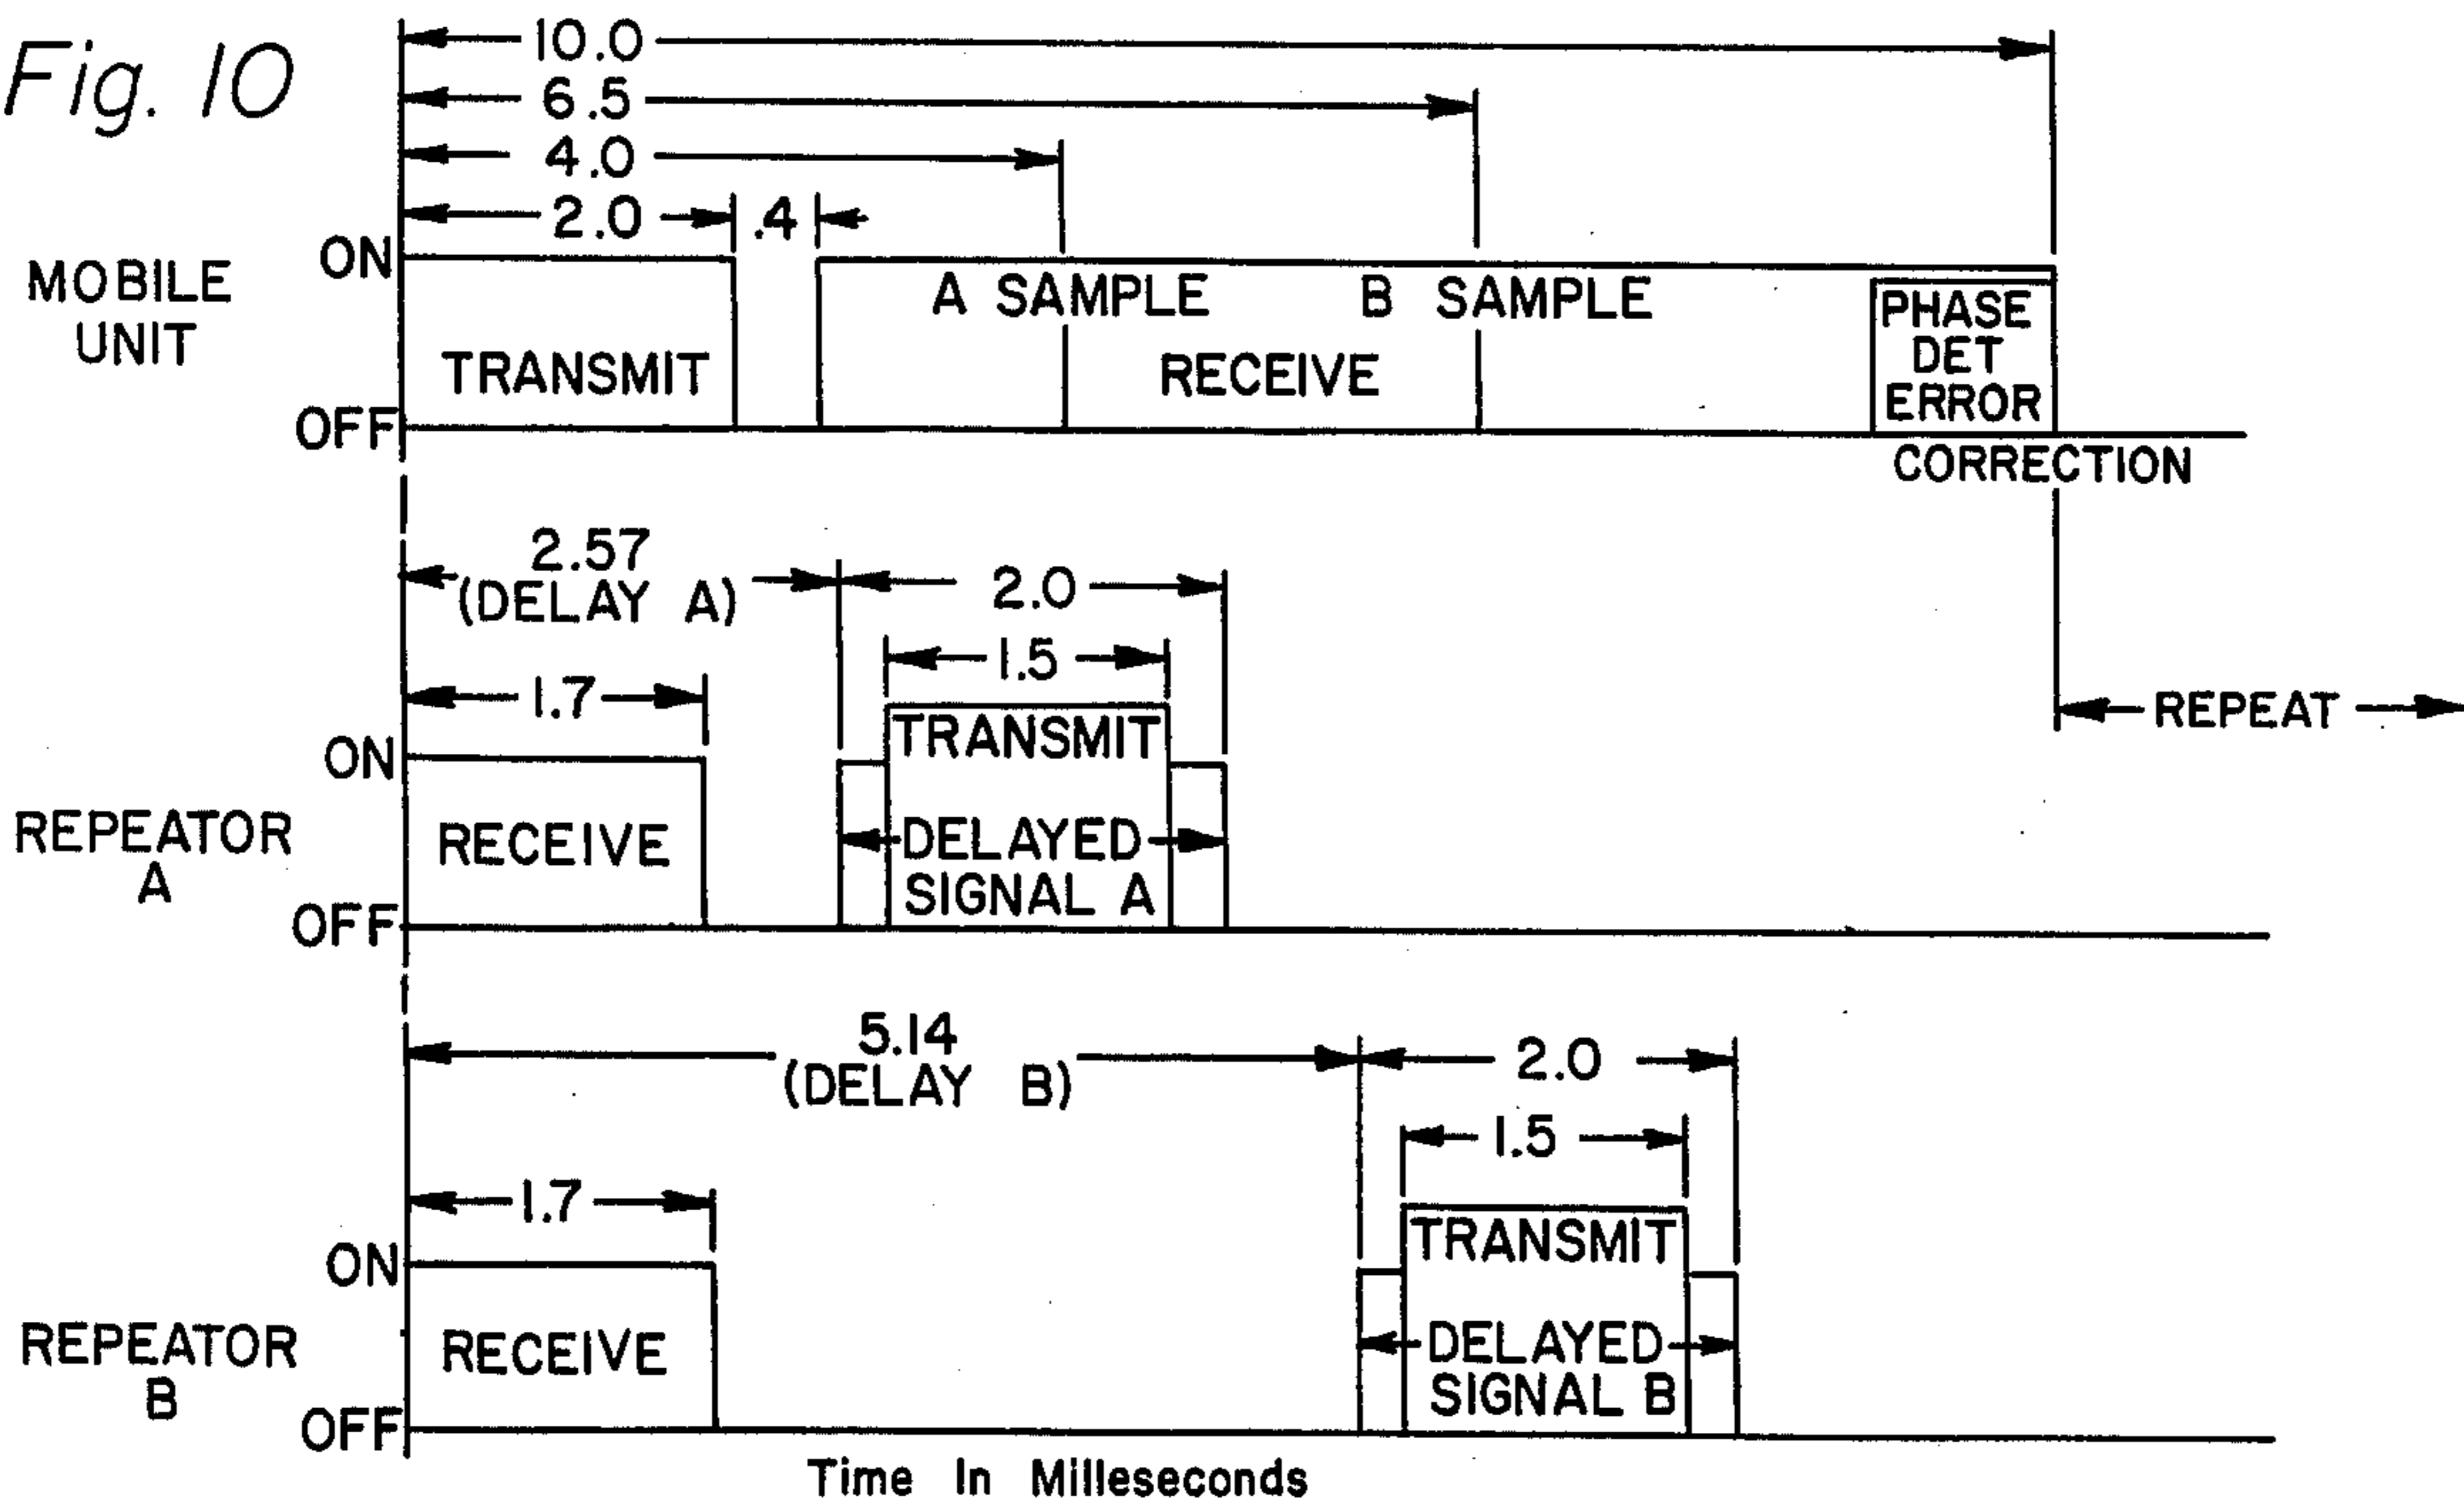 Fig. 10
10.0
6.5
4.0
2.0 .4
MOBILE
UNIT
ON
OFF
TRANSMIT
A SAMPLE
B SAMPLE
RECEIVE
PHASE
DET
ERROR
CORRECTION
2.57
(DELAY A)
2.0
1.5
1.7
REPEAT
REPEATOR
A
ON
OFF
RECEIVE
TRANSMIT
DELAYED
SIGNAL A
5.14
(DELAY B)
2.0
1.5
1.7
REPEATOR
B
ON
OFF
RECEIVE
TRANSMIT
DELAYED
SIGNAL B
Time In Milleseconds